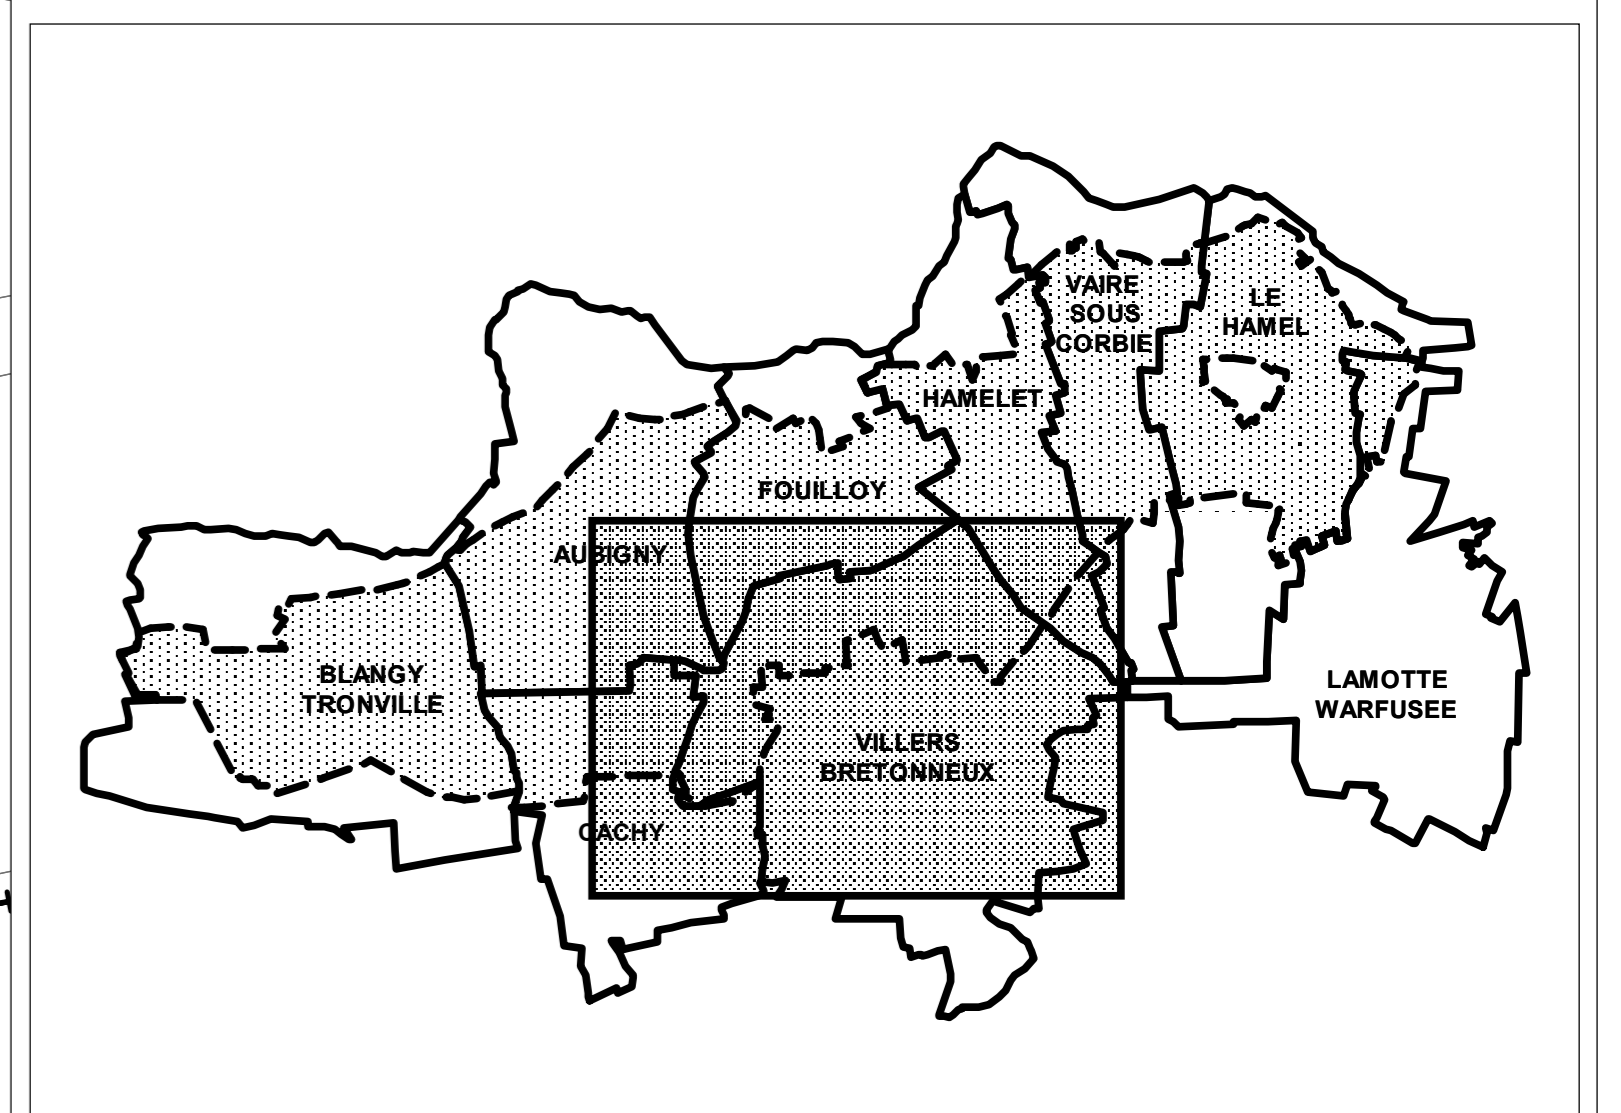 VAIRE
SOUS
CORBIE
LE
HAMEL
HAMELET
FOUILLOY
AUBIGNY
BLANGY
TRONVILLE
LAMOTTE
WARFUSEE
VILLERS
BRETONNEUX
CACHY